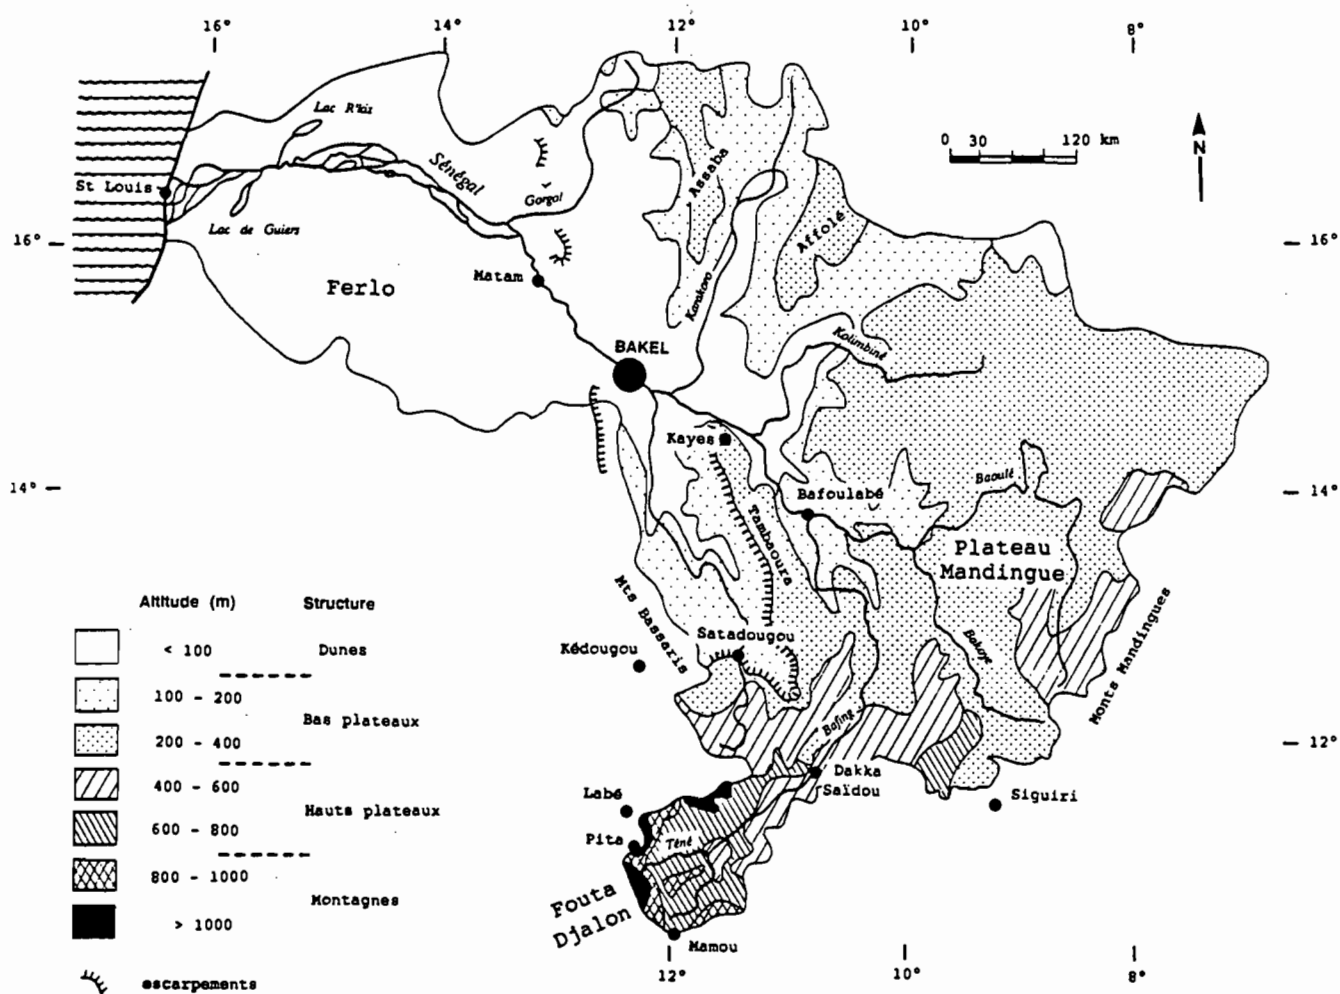 16° 14° 12° 10° 8°
Lac R'kiz
0 30 120 km
N
Sénégal
Assaba
St Louis
Gorgol
Lac de Guiers
Affolé
16° 16°
Matam
Ferlo
Karakoro
Kolimbiné
BAKEL
Kayes
14° 14°
Baoulé
Bafoulabé
Tambaoura
Plateau
Mandingue
Mts Bassaris
Satadougou
Kédougou
Bakoye
Monts Mandingues
Bafing
12°
Dakka
Saïdou
Siguiri
Labé
Pita
Téné
Fouta
Djalon
Mamou
12° 10° 8°
Altitude (m) Structure
< 100 Dunes
100 - 200
Bas plateaux
200 - 400
400 - 600
Hauts plateaux
600 - 800
800 - 1000
Montagnes
> 1000
escarpements